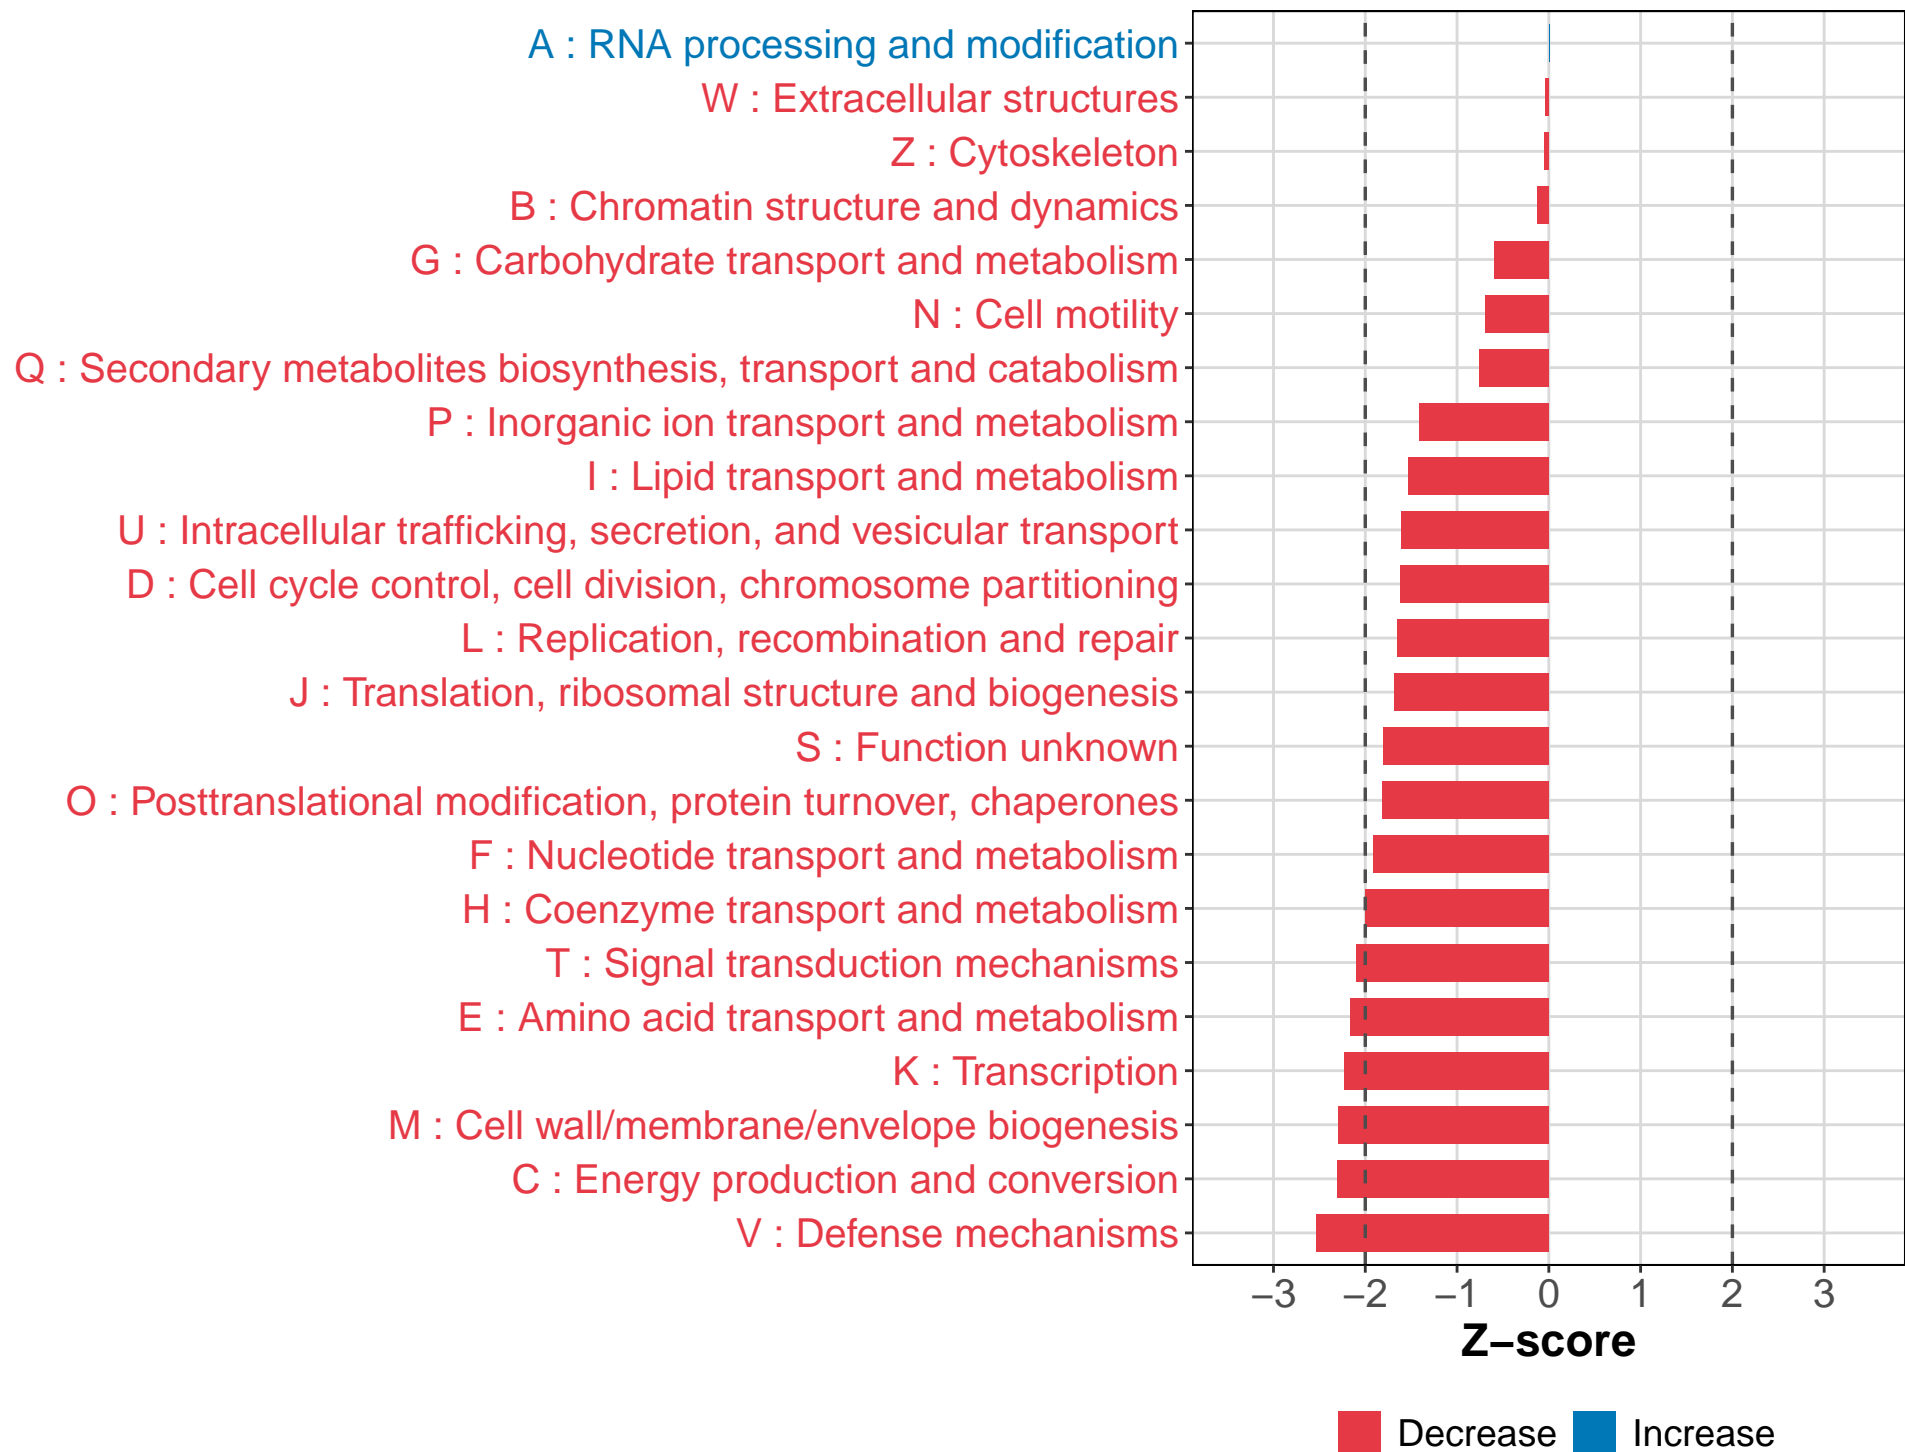 A : RNA processing and modification
W : Extracellular structures
Z : Cytoskeleton
B : Chromatin structure and dynamics
G : Carbohydrate transport and metabolism
N : Cell motility
Q : Secondary metabolites biosynthesis, transport and catabolism
P : Inorganic ion transport and metabolism
I : Lipid transport and metabolism
U : Intracellular trafficking, secretion, and vesicular transport
D : Cell cycle control, cell division, chromosome partitioning
L : Replication, recombination and repair
J : Translation, ribosomal structure and biogenesis
S : Function unknown
O : Posttranslational modification, protein turnover, chaperones
F : Nucleotide transport and metabolism
H : Coenzyme transport and metabolism
T : Signal transduction mechanisms
E : Amino acid transport and metabolism
K : Transcription
M : Cell wall/membrane/envelope biogenesis
C : Energy production and conversion
V : Defense mechanisms
−3 −2 −1 0 1 2 3
Z−score
Decrease Increase